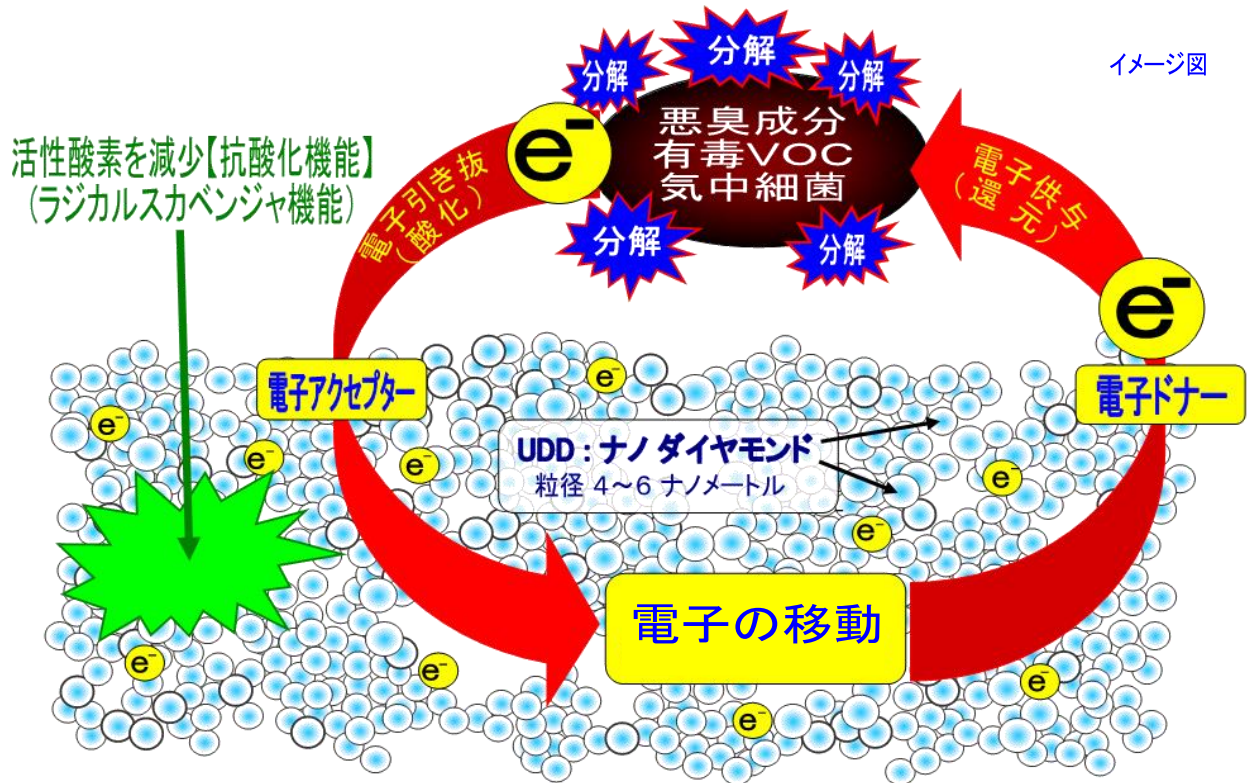 イメージ図
分解
分解
分解
悪臭成分
有毒VOC
気中細菌
分解
分解
e⁻
電子引き抜
(酸化)
電子供与
(還元)
e⁻
活性酸素を減少【抗酸化機能】
(ラジカルスカベンジャ機能)
電子アクセプター
電子ドナー
e⁻
e⁻
e⁻
e⁻
UDD:ナノダイヤモンド
粒径 4~6 ナノメートル
e⁻
e⁻
電子の移動
e⁻
e⁻
e⁻
e⁻